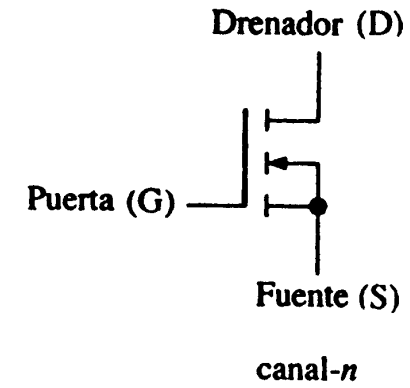 Drenador (D)
Puerta (G)
Fuente (S)
canal-n